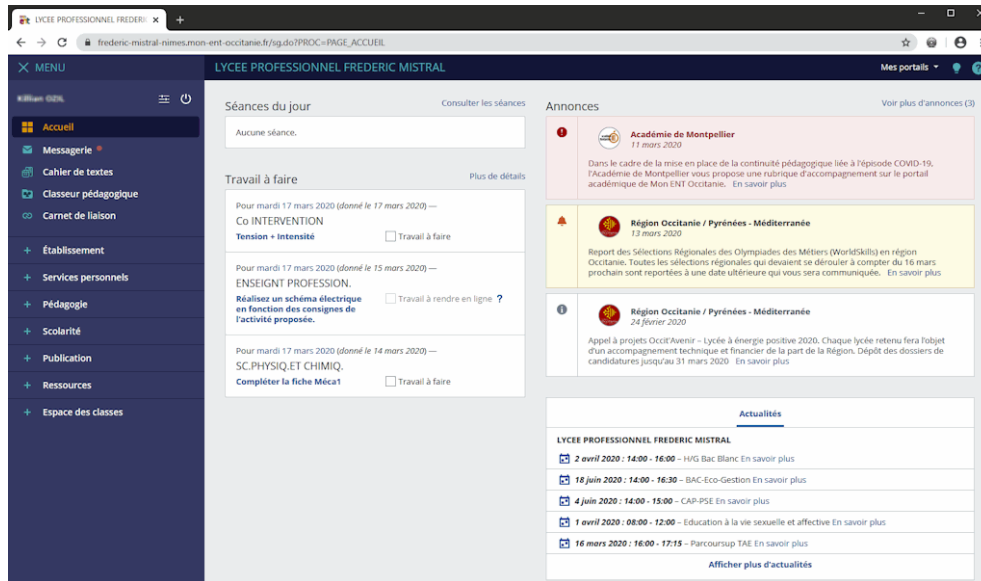 LYCEE PROFESSIONNEL FREDERIC
frederic-mistral-nimes.mon-ent-occitanie.fr/sg.do?PROC=PAGE_ACCUEIL
MENU
LYCEE PROFESSIONNEL FREDERIC MISTRAL
Mes portails
?
Accueil
Messagerie
Cahier de textes
Classeur pédagogique
Carnet de liaison
+ Établissement
+ Services personnels
+ Pédagogie
+ Scolarité
+ Publication
+ Ressources
+ Espace des classes
Séances du jour
Consulter les séances
Aucune séance.
Travail à faire
Plus de détails
Pour mardi 17 mars 2020 (donné le 17 mars 2020) —
Co INTERVENTION
Tension + Intensité
Travail à faire
Pour mardi 17 mars 2020 (donné le 15 mars 2020) —
ENSEIGNT PROFESSION.
Réalisez un schéma électrique
en fonction des consignes de
l'activité proposée.
Travail à rendre en ligne ?
Pour mardi 17 mars 2020 (donné le 14 mars 2020) —
SC.PHYSIQ.ET CHIMIQ.
Compléter la fiche Méca1
Travail à faire
Annonces
Voir plus d'annonces (3)
Académie de Montpellier
11 mars 2020
Dans le cadre de la mise en place de la continuité pédagogique liée à l'épisode COVID-19,
l'Académie de Montpellier vous propose une rubrique d'accompagnement sur le portail
académique de Mon ENT Occitanie. En savoir plus
Région Occitanie / Pyrénées - Méditerranée
13 mars 2020
Report des Sélections Régionales des Olympiades des Métiers (WorldSkills) en région
Occitanie. Toutes les sélections régionales qui devaient se dérouler à compter du 16 mars
prochain sont reportées à une date ultérieure qui vous sera communiquée. En savoir plus
Région Occitanie / Pyrénées - Méditerranée
24 février 2020
Appel à projets Occit'Avenir – Lycée à énergie positive 2020. Chaque lycée retenu fera l'objet
d'un accompagnement technique et financier de la part de la Région. Dépôt des dossiers de
candidatures jusqu'au 31 mars 2020 En savoir plus
Actualités
LYCEE PROFESSIONNEL FREDERIC MISTRAL
2 avril 2020 : 14:00 - 16:00 – H/G Bac Blanc En savoir plus
18 juin 2020 : 14:00 - 16:30 – BAC-Eco-Gestion En savoir plus
4 juin 2020 : 14:00 - 15:00 – CAP-PSE En savoir plus
1 avril 2020 : 08:00 - 12:00 – Education à la vie sexuelle et affective En savoir plus
16 mars 2020 : 16:00 - 17:15 – Parcoursup TAE En savoir plus
Afficher plus d'actualités